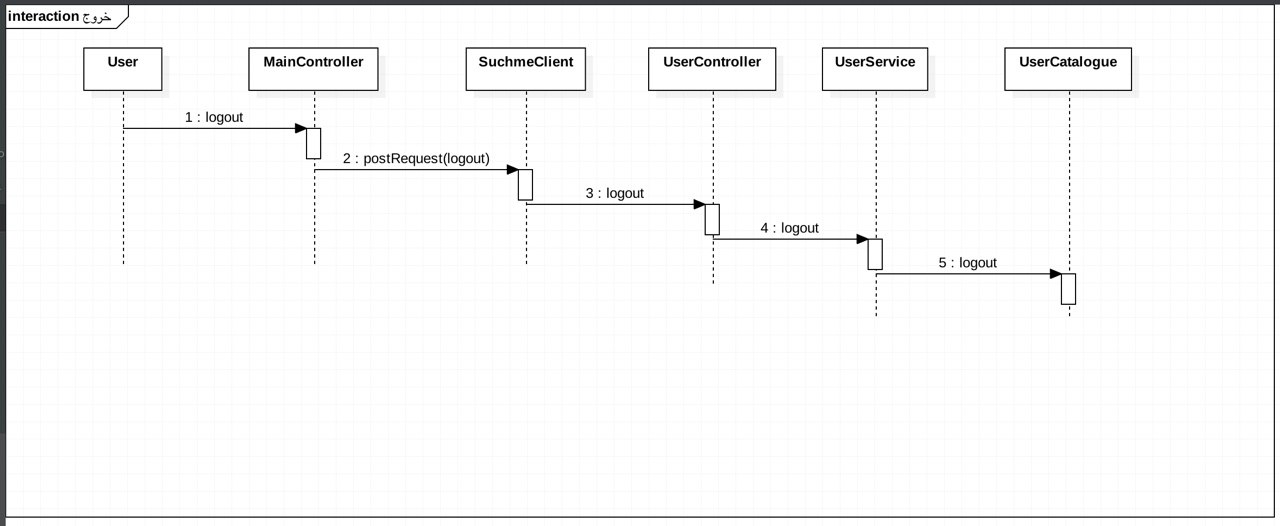 interaction خروج
User
MainController
SuchmeClient
UserController
UserService
UserCatalogue
1 : logout
2 : postRequest(logout)
3 : logout
4 : logout
5 : logout